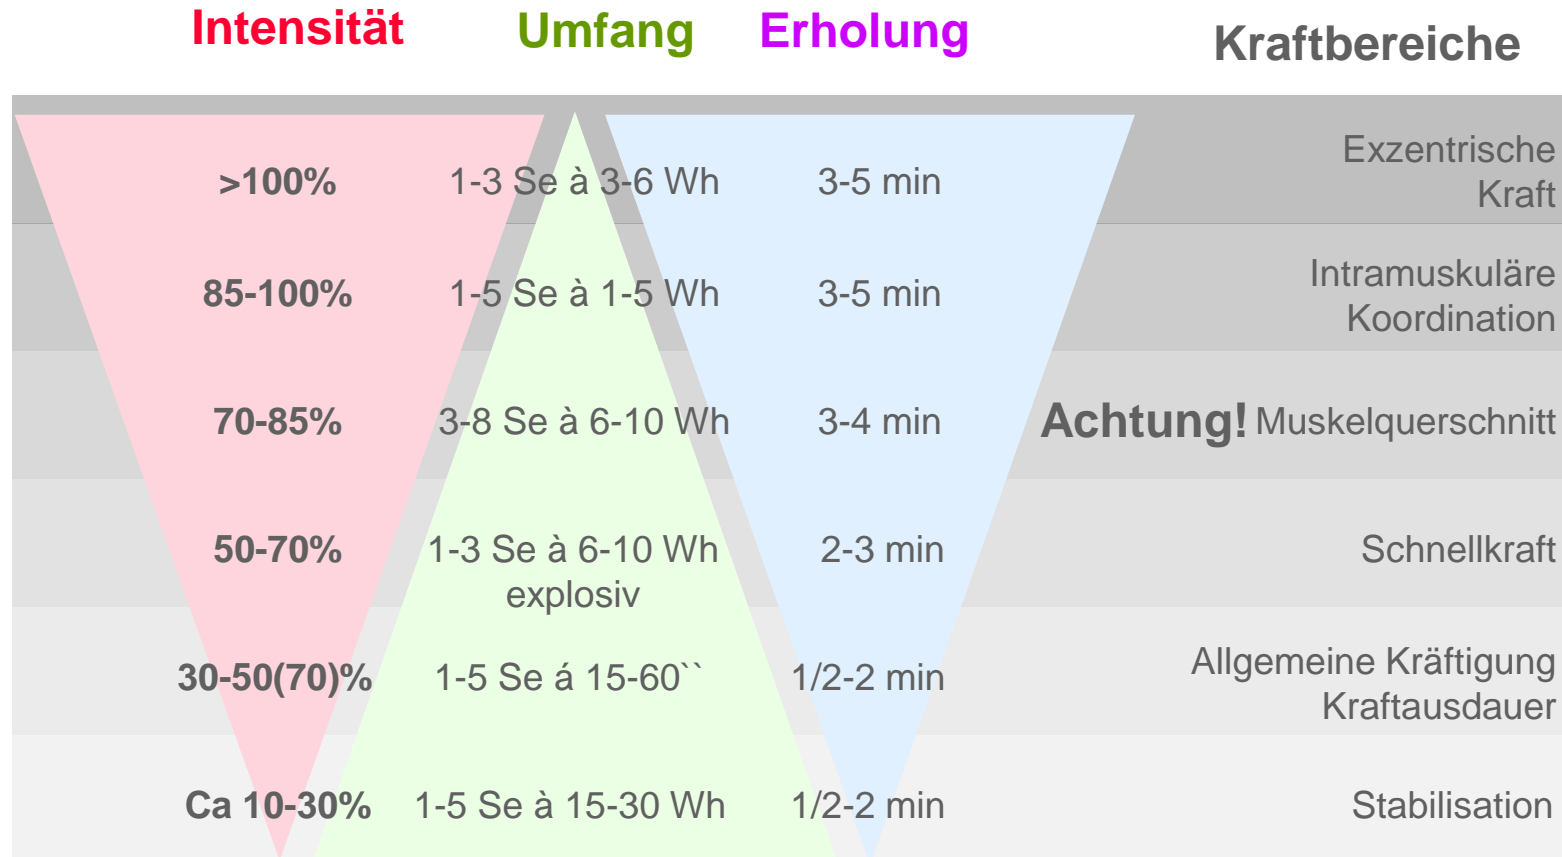 Intensität Umfang Erholung Kraftbereiche
>100% 1-3 Se à 3-6 Wh 3-5 min Exzentrische
Kraft
85-100% 1-5 Se à 1-5 Wh 3-5 min Intramuskuläre
Koordination
70-85% 3-8 Se à 6-10 Wh 3-4 min Achtung! Muskelquerschnitt
50-70% 1-3 Se à 6-10 Wh 2-3 min Schnellkraft
explosiv
30-50(70)% 1-5 Se á 15-60`` 1/2-2 min Allgemeine Kräftigung
Kraftausdauer
Ca 10-30% 1-5 Se à 15-30 Wh 1/2-2 min Stabilisation